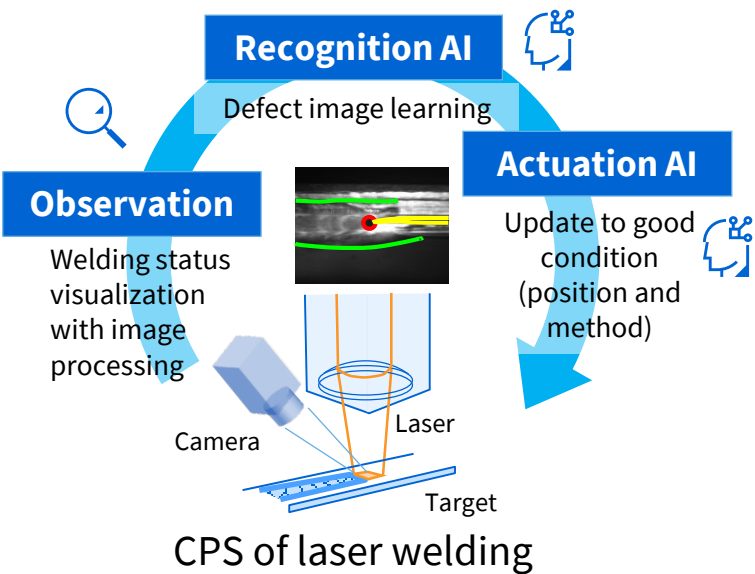 Recognition AI
Defect image learning
Actuation AI
Update to good
condition
(position and
method)
Observation
Welding status
visualization
with image
processing
Camera
Laser
Target
CPS of laser welding